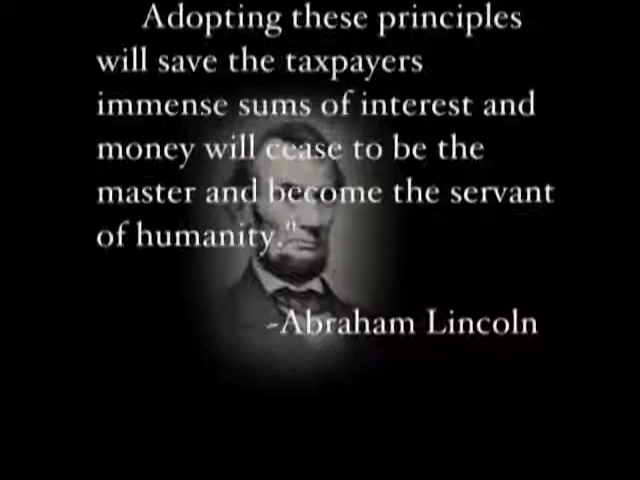 Adopting these principles
will save the taxpayers
immense sums of interest and
money will cease to be the
master and become the servant
of humanity."
-Abraham Lincoln